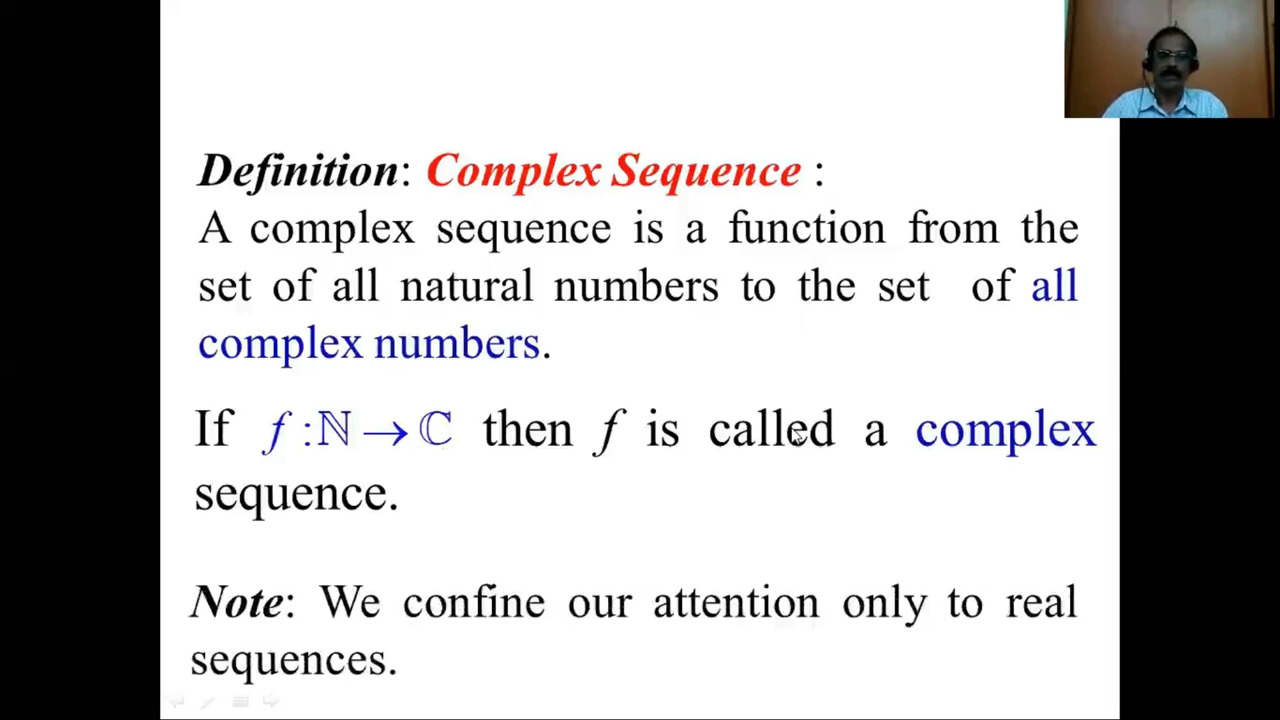 Definition: Complex Sequence :
A complex sequence is a function from the
set of all natural numbers to the set of all
complex numbers.
If f : ℕ → ℂ then f is called a complex
sequence.
Note: We confine our attention only to real
sequences.